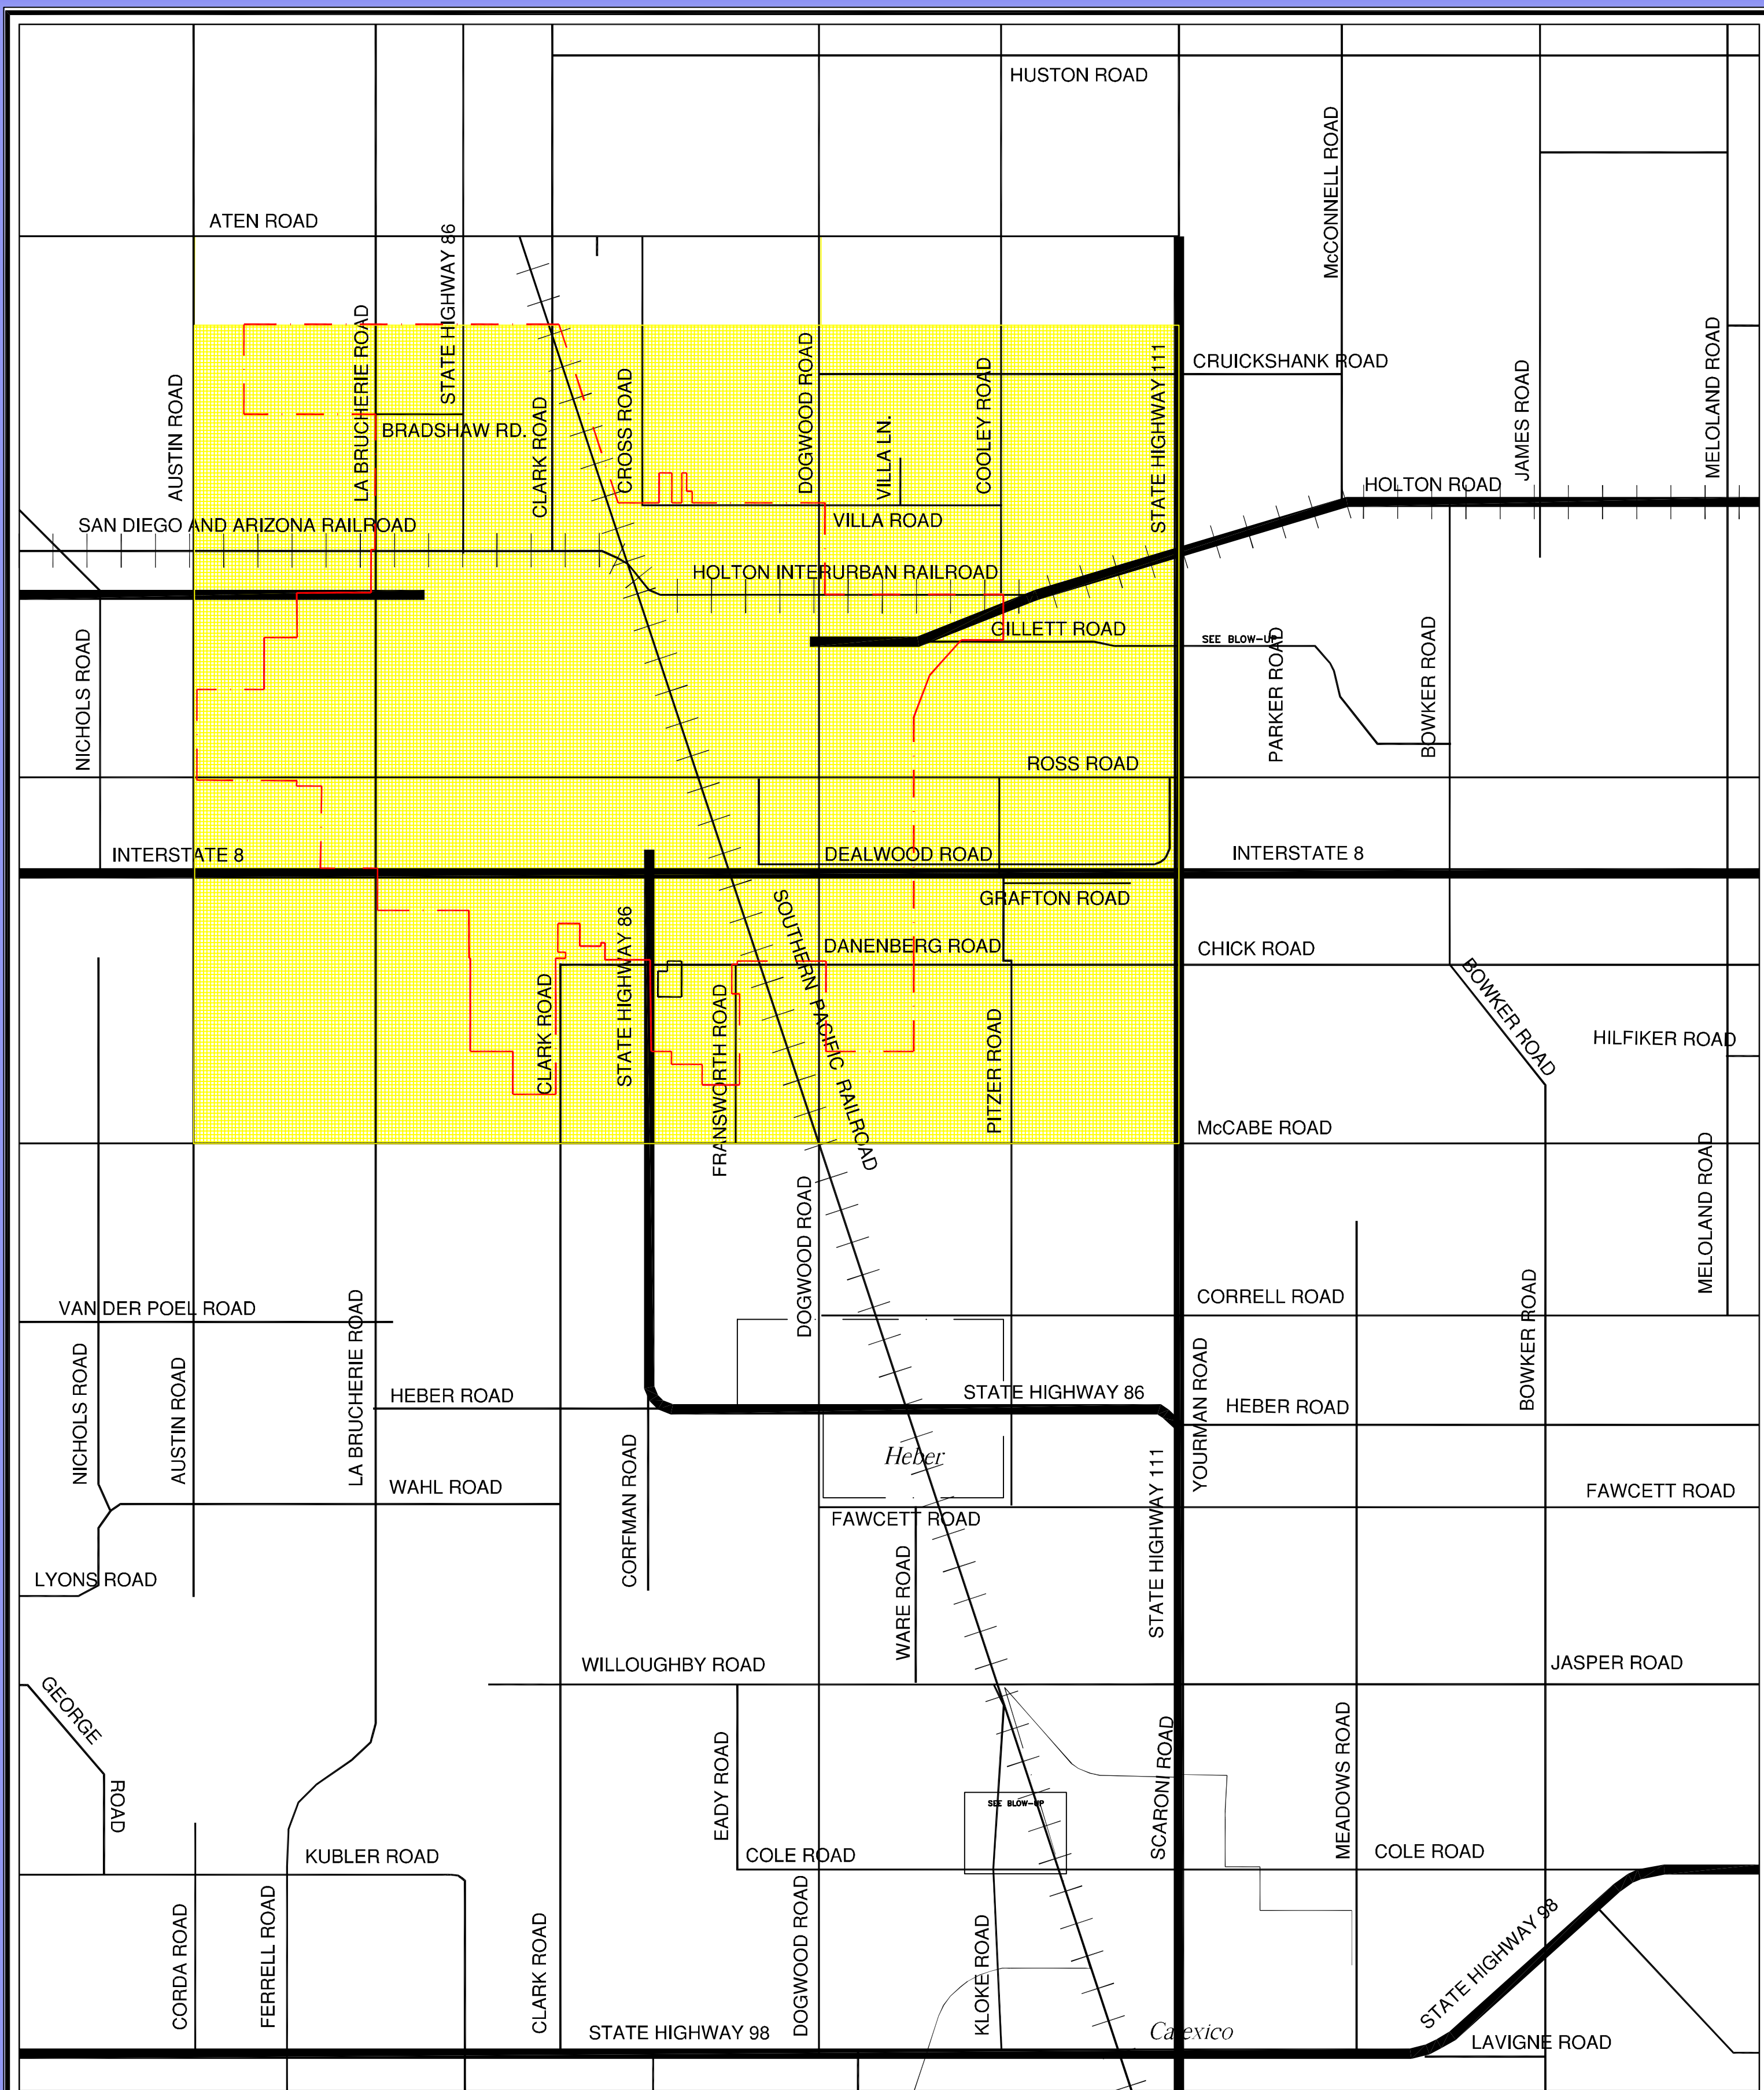 HUSTON ROAD
McCONNELL ROAD
ATEN ROAD
STATE HIGHWAY 86
LA BRUCHERIE ROAD
AUSTIN ROAD
BRADSHAW RD.
CLARK ROAD
CROSS ROAD
DOGWOOD ROAD
VILLA LN.
COOLEY ROAD
STATE HIGHWAY 111
CRUICKSHANK ROAD
JAMES ROAD
MELOLAND ROAD
HOLTON ROAD
SAN DIEGO AND ARIZONA RAILROAD
VILLA ROAD
HOLTON INTERURBAN RAILROAD
GILLETT ROAD
SEE BLOW-UP
PARKER ROAD
BOWKER ROAD
NICHOLS ROAD
ROSS ROAD
INTERSTATE 8
DEALWOOD ROAD
INTERSTATE 8
GRAFTON ROAD
SOUTHERN PACIFIC RAILROAD
STATE HIGHWAY 86
DANENBERG ROAD
CHICK ROAD
BOWKER ROAD
CLARK ROAD
FRANSWORTH ROAD
PITZER ROAD
HILFIKER ROAD
McCABE ROAD
MELOLAND ROAD
DOGWOOD ROAD
VAN DER POEL ROAD
LA BRUCHERIE ROAD
CORRELL ROAD
BOWKER ROAD
NICHOLS ROAD
AUSTIN ROAD
HEBER ROAD
STATE HIGHWAY 86
YOURMAN ROAD
HEBER ROAD
Heber
CORFMAN ROAD
WAHL ROAD
STATE HIGHWAY 111
FAWCETT ROAD
FAWCETT ROAD
WARE ROAD
LYONS ROAD
WILLOUGHBY ROAD
JASPER ROAD
GEORGE
ROAD
EADY ROAD
SEE BLOW-UP
SCARONI ROAD
MEADOWS ROAD
KUBLER ROAD
COLE ROAD
COLE ROAD
CORDA ROAD
FERRELL ROAD
CLARK ROAD
DOGWOOD ROAD
KLOKE ROAD
STATE HIGHWAY 98
STATE HIGHWAY 98
Calexico
LAVIGNE ROAD